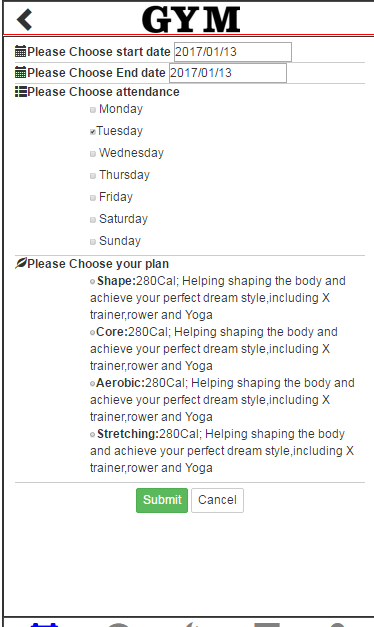 GYM
Please Choose start date 2017/01/13
Please Choose End date 2017/01/13
Please Choose attendance
Monday
Tuesday
Wednesday
Thursday
Friday
Saturday
Sunday
Please Choose your plan
Shape:280Cal; Helping shaping the body and
achieve your perfect dream style,including X
trainer,rower and Yoga
Core:280Cal; Helping shaping the body and
achieve your perfect dream style,including X
trainer,rower and Yoga
Aerobic:280Cal; Helping shaping the body and
achieve your perfect dream style,including X
trainer,rower and Yoga
Stretching:280Cal; Helping shaping the body
and achieve your perfect dream style,including X
trainer,rower and Yoga
Submit Cancel